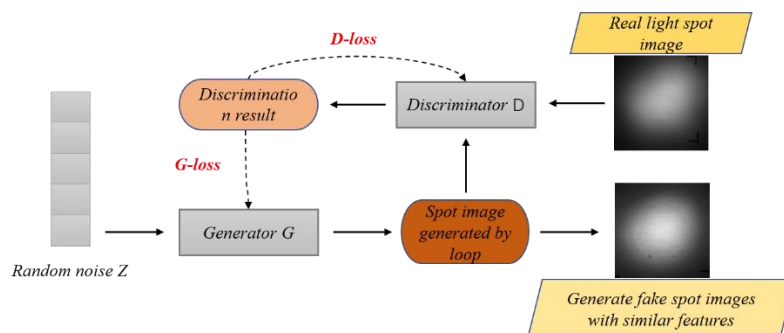 Real light spot
image
D-loss
Discriminatio
n result
Discriminator D
G-loss
Generator G
Spot image
generated by
loop
Random noise Z
Generate fake spot images
with similar features